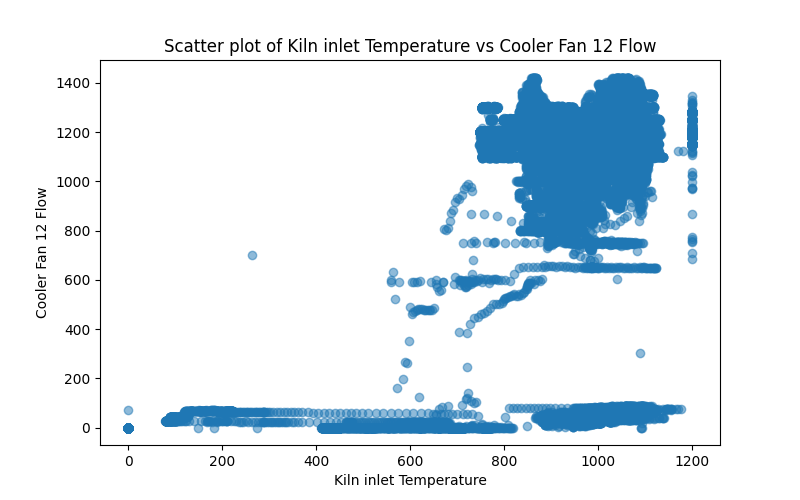 Scatter plot of Kiln inlet Temperature vs Cooler Fan 12 Flow
1400
1200
1000
800
600
400
200
0
Cooler Fan 12 Flow
0 200 400 600 800 1000 1200
Kiln inlet Temperature